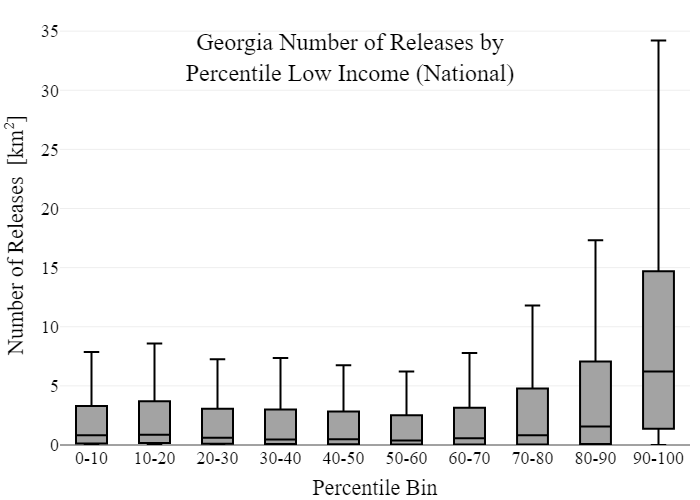 Georgia Number of Releases by
Percentile Low Income (National)
Number of Releases [km²]
35
30
25
20
15
10
5
0
0-10 10-20 20-30 30-40 40-50 50-60 60-70 70-80 80-90 90-100
Percentile Bin